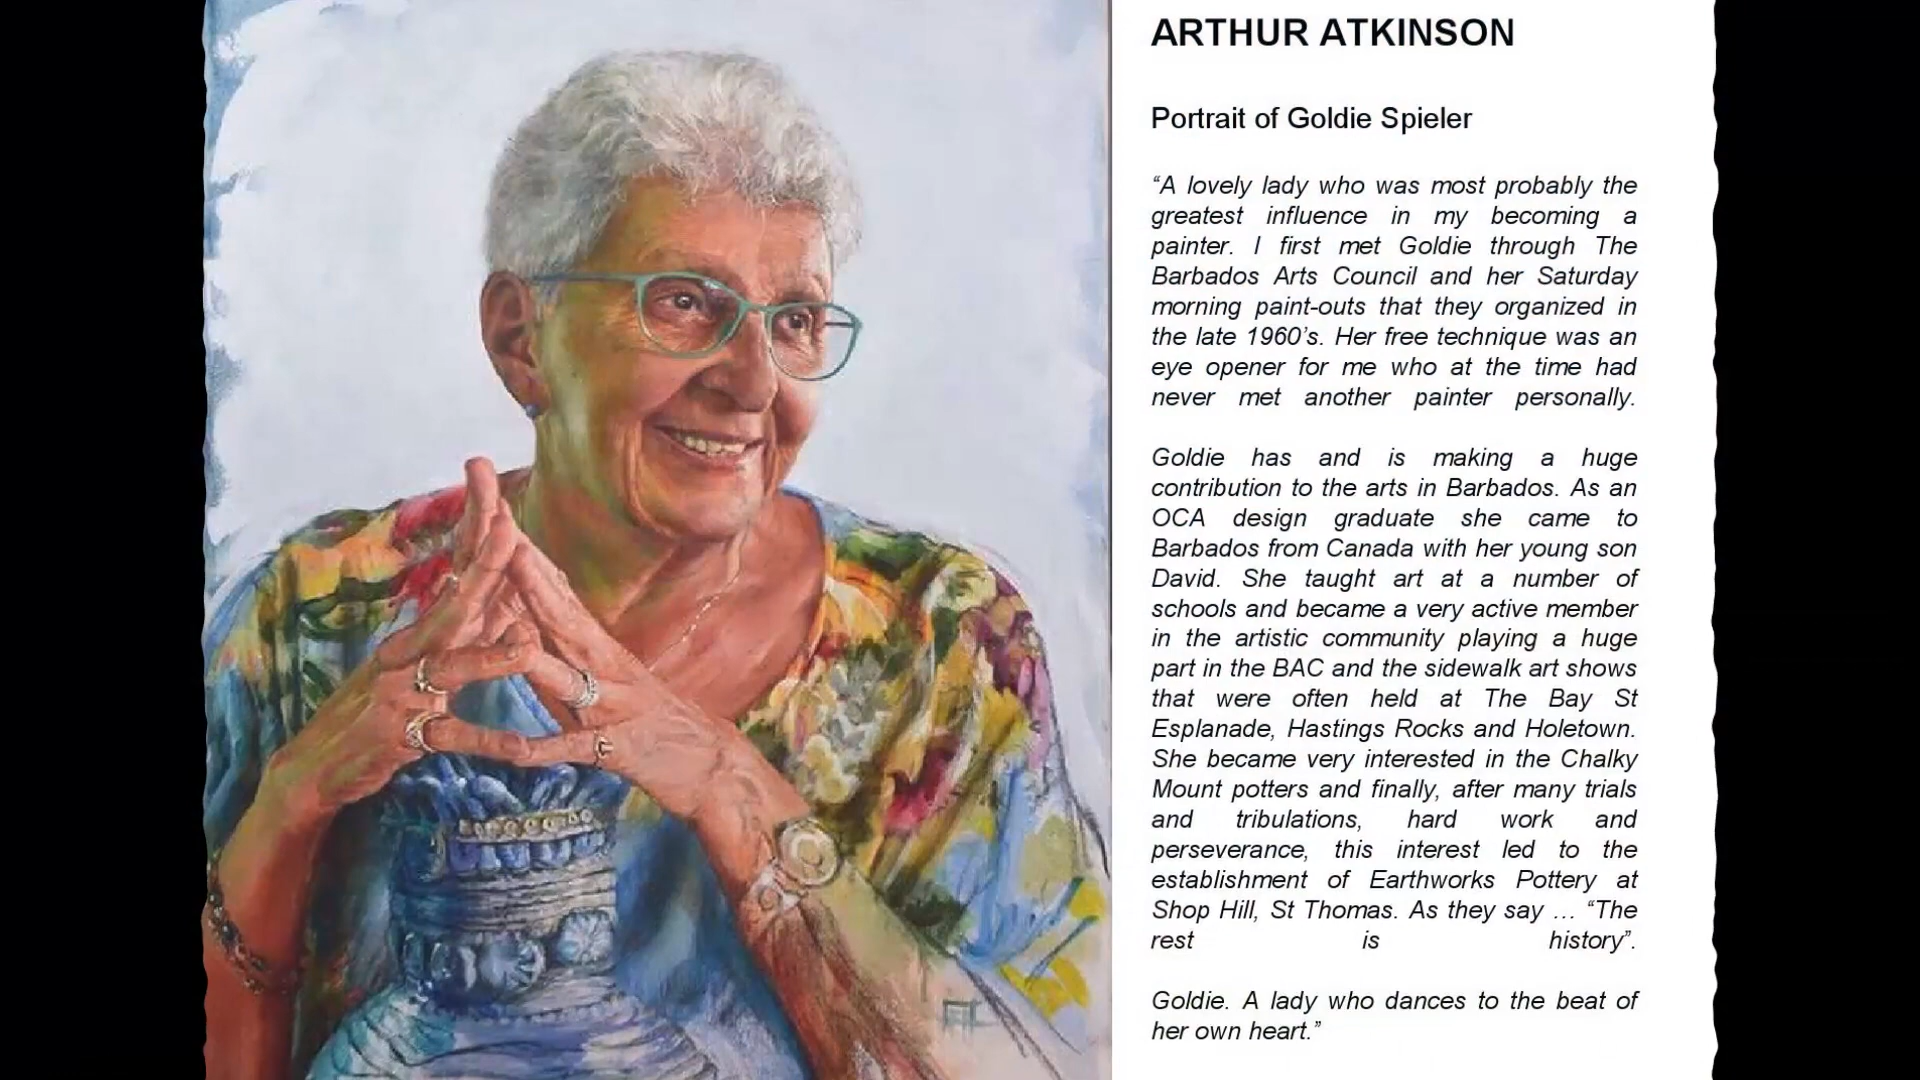 ARTHUR ATKINSON
Portrait of Goldie Spieler
“A lovely lady who was most probably the
greatest influence in my becoming a
painter. I first met Goldie through The
Barbados Arts Council and her Saturday
morning paint-outs that they organized in
the late 1960’s. Her free technique was an
eye opener for me who at the time had
never met another painter personally.
Goldie has and is making a huge
contribution to the arts in Barbados. As an
OCA design graduate she came to
Barbados from Canada with her young son
David. She taught art at a number of
schools and became a very active member
in the artistic community playing a huge
part in the BAC and the sidewalk art shows
that were often held at The Bay St
Esplanade, Hastings Rocks and Holetown.
She became very interested in the Chalky
Mount potters and finally, after many trials
and tribulations, hard work and
perseverance, this interest led to the
establishment of Earthworks Pottery at
Shop Hill, St Thomas. As they say … “The
rest is history”.
Goldie. A lady who dances to the beat of
her own heart.”